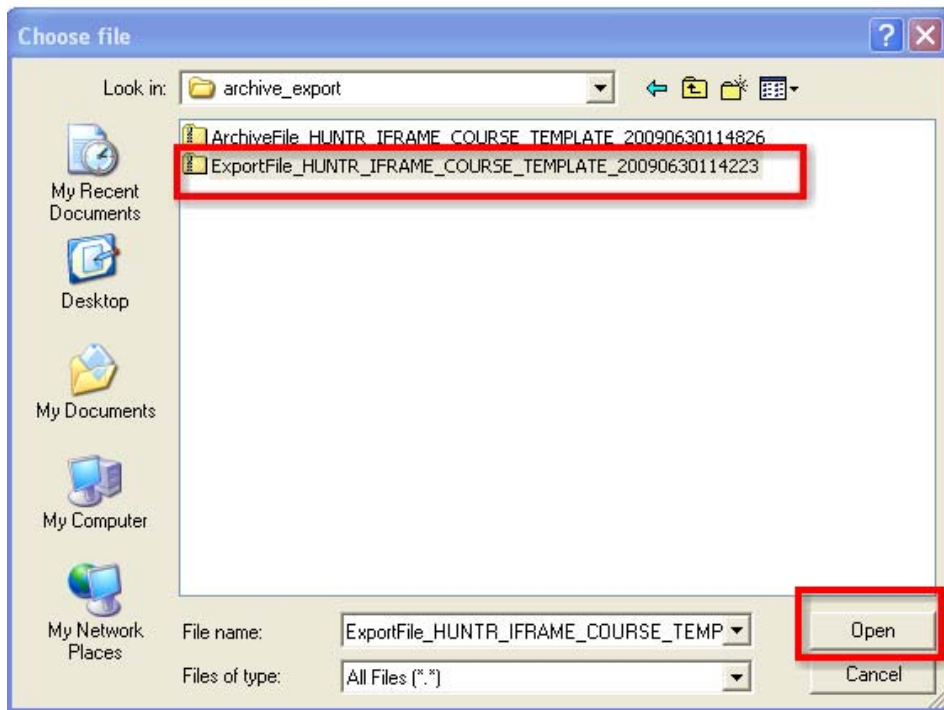 Choose file
Look in: archive_export
ArchiveFile_HUNTR_IFRAME_COURSE_TEMPLATE_20090630114826
ExportFile_HUNTR_IFRAME_COURSE_TEMPLATE_20090630114223
My Recent
Documents
Desktop
My Documents
My Computer
My Network
Places
File name: ExportFile_HUNTR_IFRAME_COURSE_TEMP Open
Files of type: All Files (*.*) Cancel